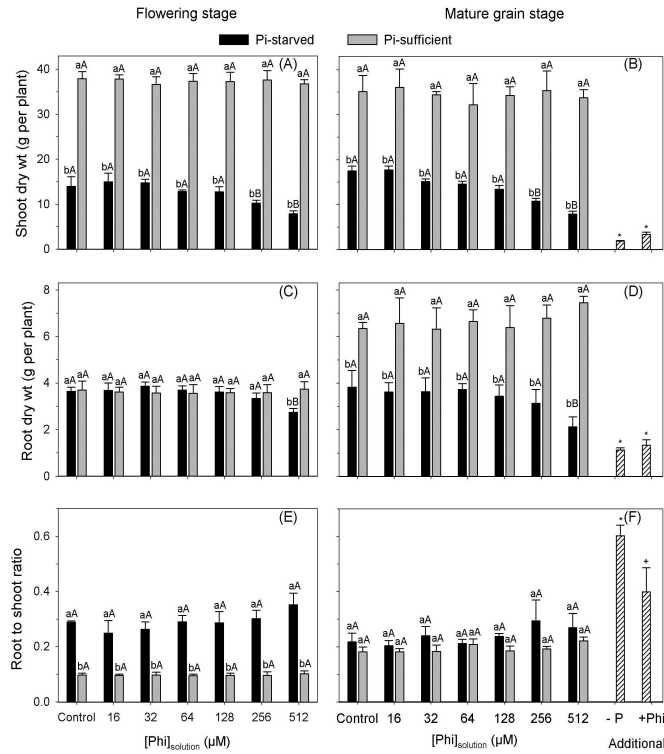 Flowering stage Mature grain stage
Pi-starved Pi-sufficient
(A)
Shoot dry wt (g per plant)
40
30
20
10
0
aA aA aA aA aA aA aA
bA bA bA bA bA bB bB
(B)
aA aA aA aA aA aA aA
bA bA bA bA bA bB bB * *
(C)
Root dry wt (g per plant)
8
6
4
2
0
aA aA aA aA aA aA aA aA aA aA aA aA bB aA
(D)
aA aA aA aA aA aA aA
bA bA bA bA bA bA bB * *
(E)
Root to shoot ratio
0.6
0.4
0.2
0.0
aA aA aA aA aA aA aA
bA bA bA bA bA bA bA
(F)
* +
aA aA aA aA aA aA aA aA aA aA aA aA aA aA
Control 16 32 64 128 256 512 Control 16 32 64 128 256 512 - P +Phi
[Phi]solution (µM) [Phi]solution (µM) Additional